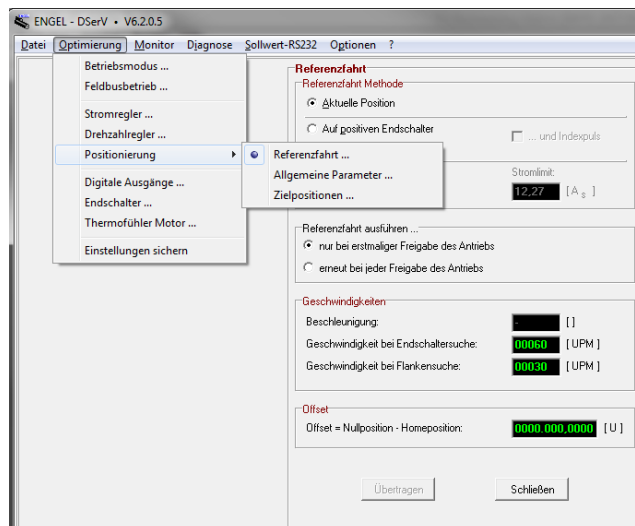 ENGEL - DSerV • V6.2.0.5
Datei Optimierung Monitor Djagnose Sollwert-RS232 Optionen ?
Betriebsmodus ...
Feldbusbetrieb ...
Stromregler ...
Drehzahlregler ...
Positionierung
Digitale Ausgänge ...
Endschalter ...
Thermofühler Motor ...
Einstellungen sichern
Referenzfahrt ...
Allgemeine Parameter ...
Zielpositionen ...
Referenzfahrt
Referenzfahrt Methode
Aktuelle Position
Auf positiven Endschalter
... und Indexpuls
Stromlimit:
12,27 [A s ]
Referenzfahrt ausführen ...
nur bei erstmaliger Freigabe des Antriebs
erneut bei jeder Freigabe des Antriebs
Geschwindigkeiten
Beschleunigung: - []
Geschwindigkeit bei Endschaltersuche: 00060 [UPM ]
Geschwindigkeit bei Flankensuche: 00030 [UPM ]
Offset
Offset = Nullposition - Homeposition: 0000.000,0000 [U]
Übertragen Schließen